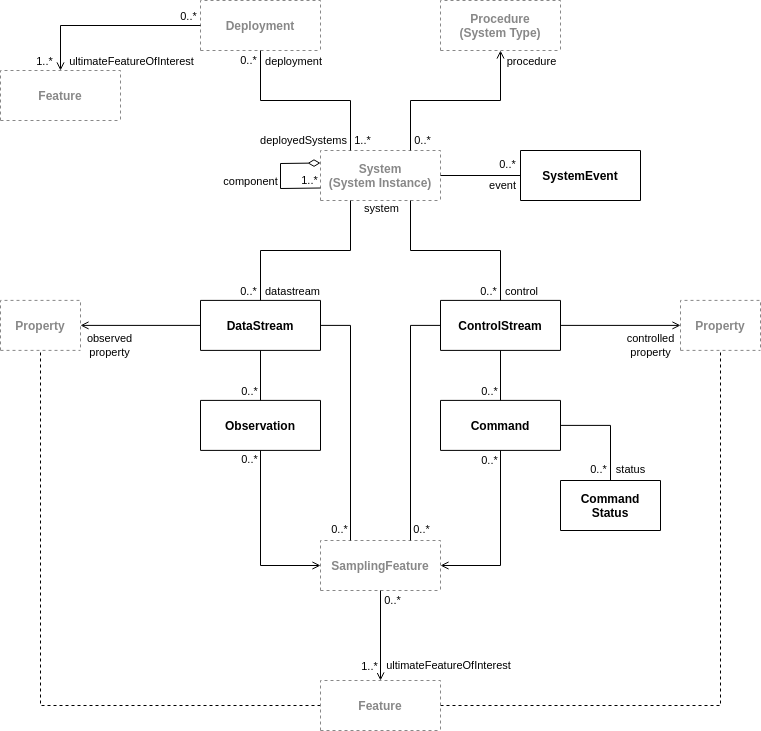 0..*
Deployment
Procedure
(System Type)
1..*
ultimateFeatureOfInterest
0..*
deployment
procedure
Feature
deployedSystems
1..*
0..*
System
(System Instance)
component
1..*
0..*
event
SystemEvent
system
0..*
datastream
0..*
control
Property
DataStream
ControlStream
Property
observed
property
controlled
property
0..*
0..*
Observation
Command
0..*
0..*
0..*
status
Command
Status
0..*
0..*
SamplingFeature
0..*
1..*
ultimateFeatureOfInterest
Feature